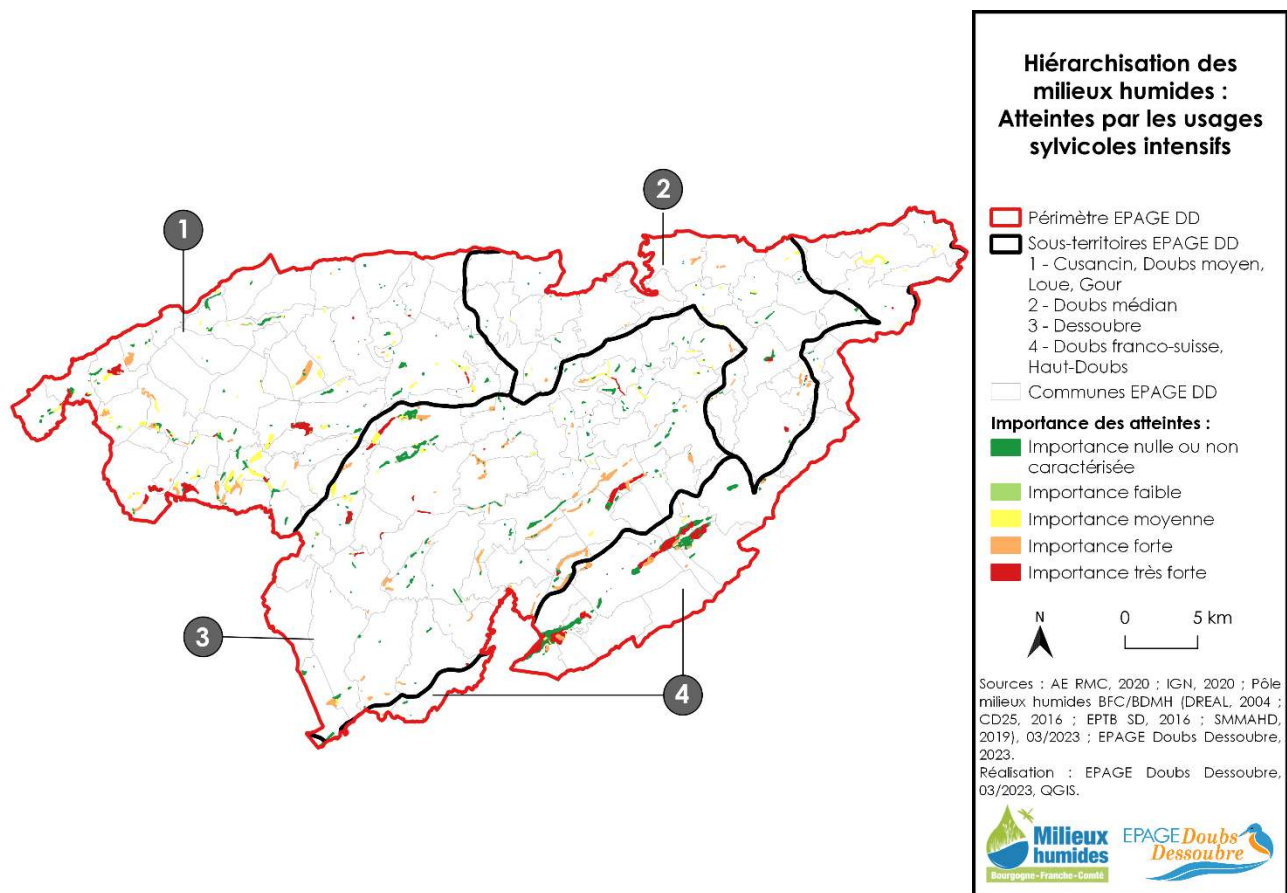 1
2
3
4
Hiérarchisation des
milieux humides :
Atteintes par les usages
sylvicoles intensifs
Périmètre EPAGE DD
Sous-territoires EPAGE DD
1 - Cusancin, Doubs moyen,
Loue, Gour
2 - Doubs médian
3 - Dessoubre
4 - Doubs franco-suisse,
Haut-Doubs
Communes EPAGE DD
Importance des atteintes :
Importance nulle ou non
caractérisée
Importance faible
Importance moyenne
Importance forte
Importance très forte
N
0 5 km
Sources : AE RMC, 2020 ; IGN, 2020 ; Pôle
milieux humides BFC/BDMH (DREAL, 2004 ;
CD25, 2016 ; EPTB SD, 2016 ; SMMAHD,
2019), 03/2023 ; EPAGE Doubs Dessoubre,
2023.
Réalisation : EPAGE Doubs Dessoubre,
03/2023, QGIS.
Milieux
humides
Bourgogne-Franche-Comté
EPAGE Doubs
Dessoubre